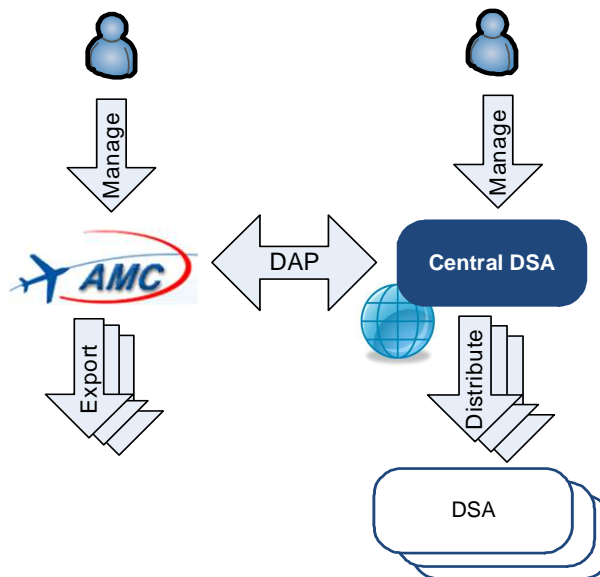 Manage
Manage
AMC
DAP
Central DSA
Export
Distribute
DSA